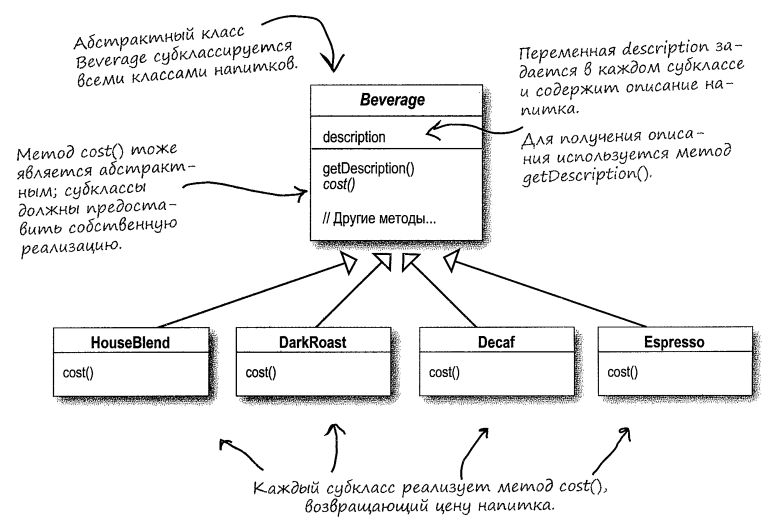 Абстрактный класс
Beverage субклассируется
всеми классами напитков.
Переменная description за-
дается в каждом субклассе
и содержит описание на-
питка.
Для получения описа-
ния используется метод
getDescription().
Метод cost() тоже
является абстракт-
ным; субклассы
должны предоста-
вить собственную
реализацию.
Beverage
description
getDescription()
cost()
// Другие методы...
HouseBlend
cost()
DarkRoast
cost()
Decaf
cost()
Espresso
cost()
Каждый субкласс реализует метод cost(),
возвращающий цену напитка.